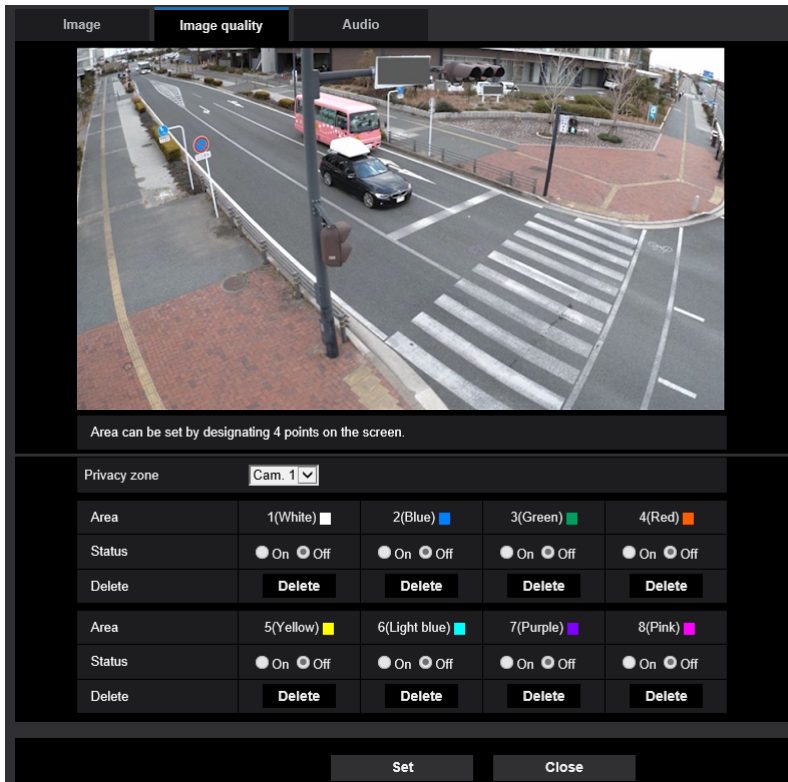 Image Image quality Audio
Area can be set by designating 4 points on the screen.
Privacy zone Cam. 1
Area 1(White) 2(Blue) 3(Green) 4(Red)
Status On Off On Off On Off On Off
Delete Delete Delete Delete Delete
Area 5(Yellow) 6(Light blue) 7(Purple) 8(Pink)
Status On Off On Off On Off On Off
Delete Delete Delete Delete Delete
Set Close